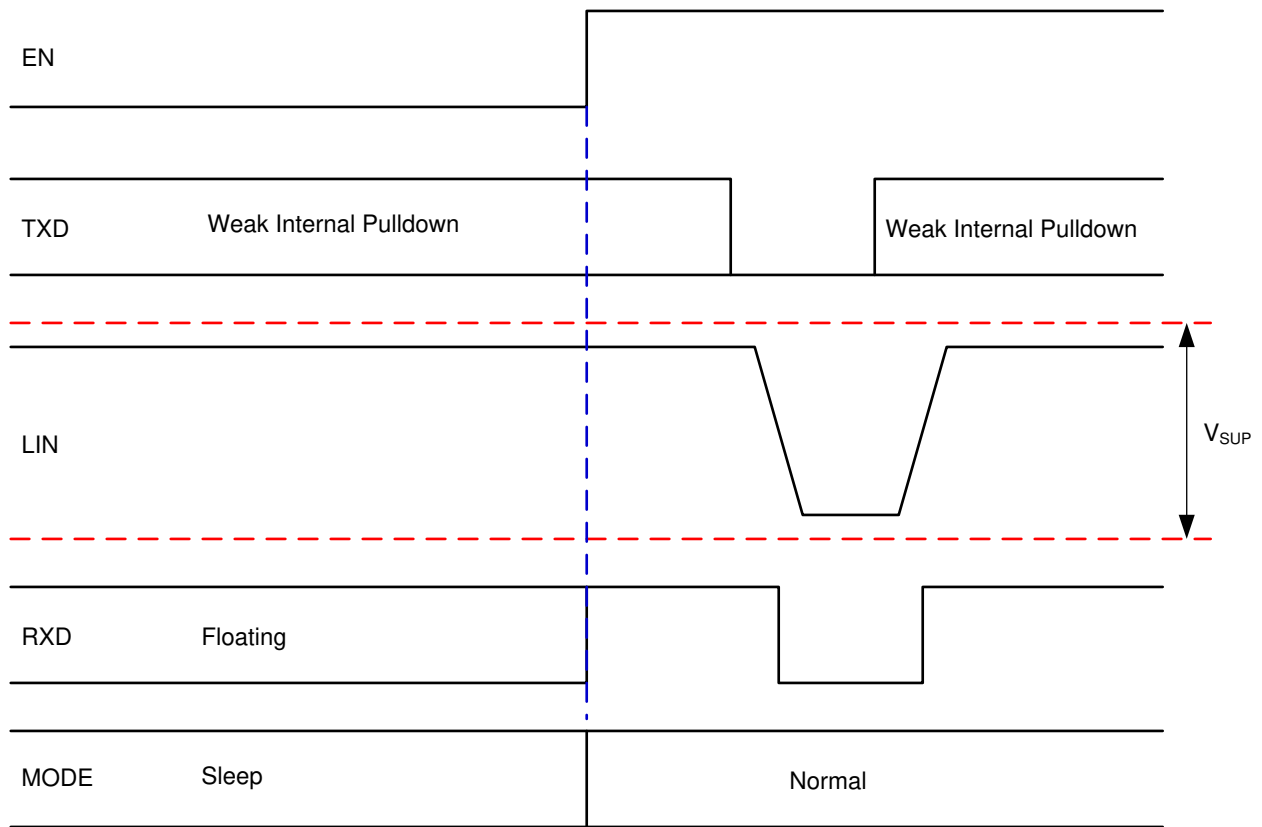 EN
TXD
Weak Internal Pulldown
Weak Internal Pulldown
LIN
VSUP
RXD
Floating
MODE
Sleep
Normal